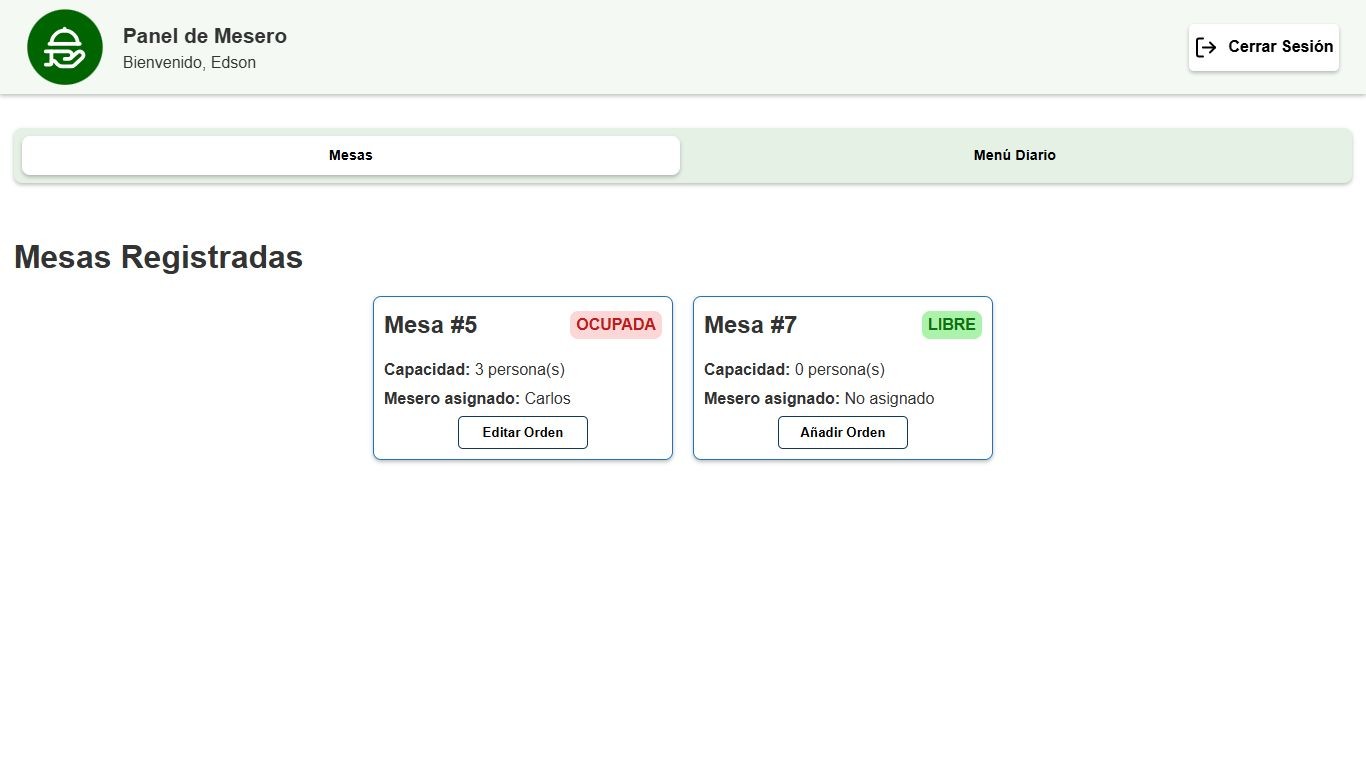 Panel de Mesero
Bienvenido, Edson
Cerrar Sesión
Mesas
Menú Diario
Mesas Registradas
Mesa #5
OCUPADA
Capacidad: 3 persona(s)
Mesero asignado: Carlos
Editar Orden
Mesa #7
LIBRE
Capacidad: 0 persona(s)
Mesero asignado: No asignado
Añadir Orden